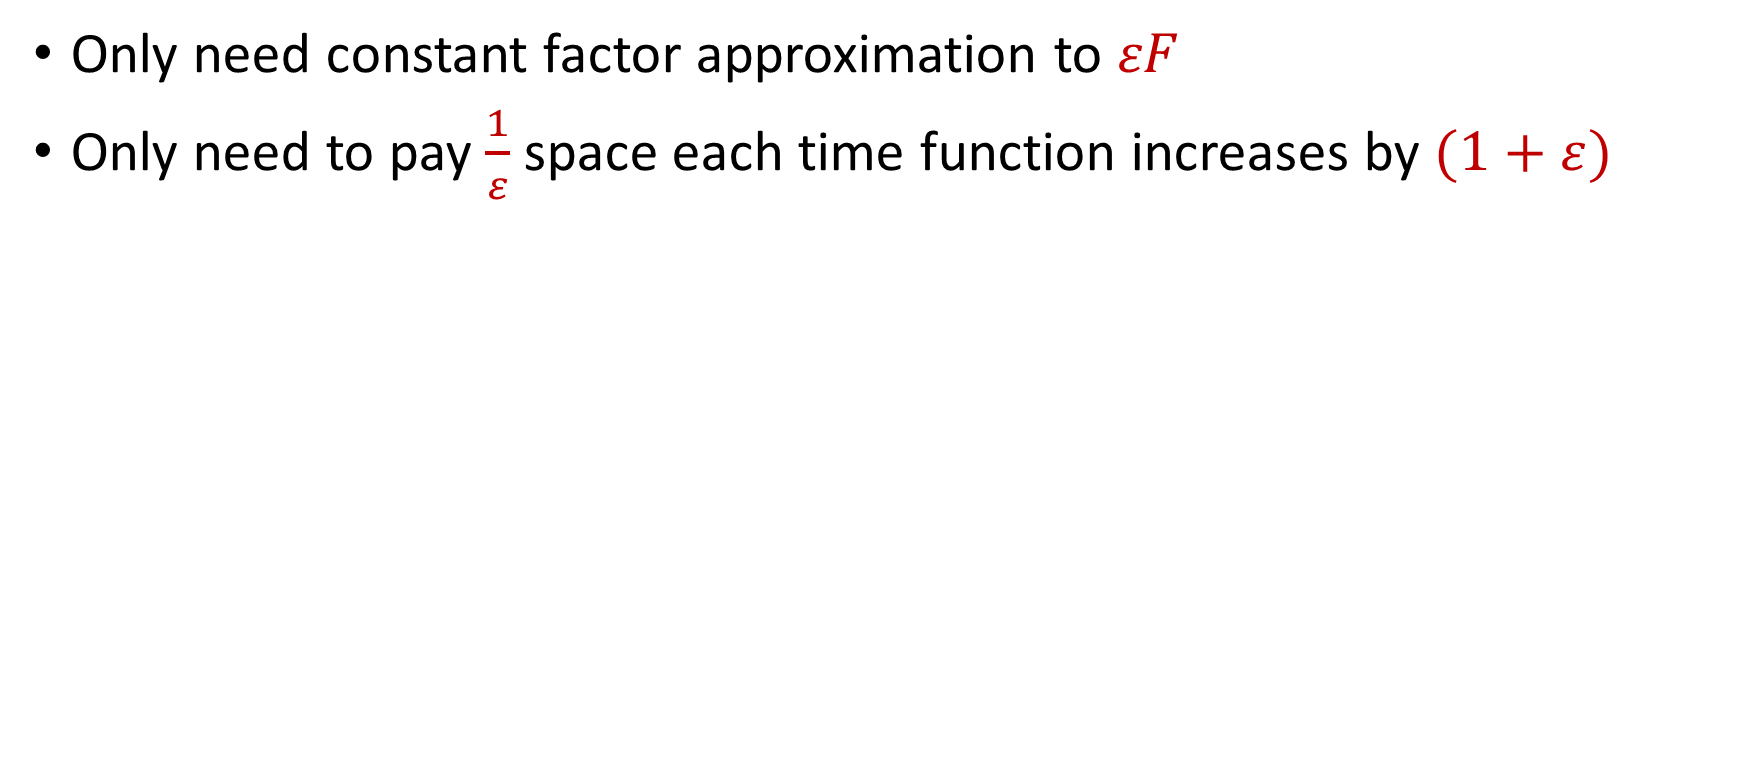 • Only need constant factor approximation to 𝜀𝐹
• Only need to pay 1/𝜀 space each time function increases by (1 + 𝜀)